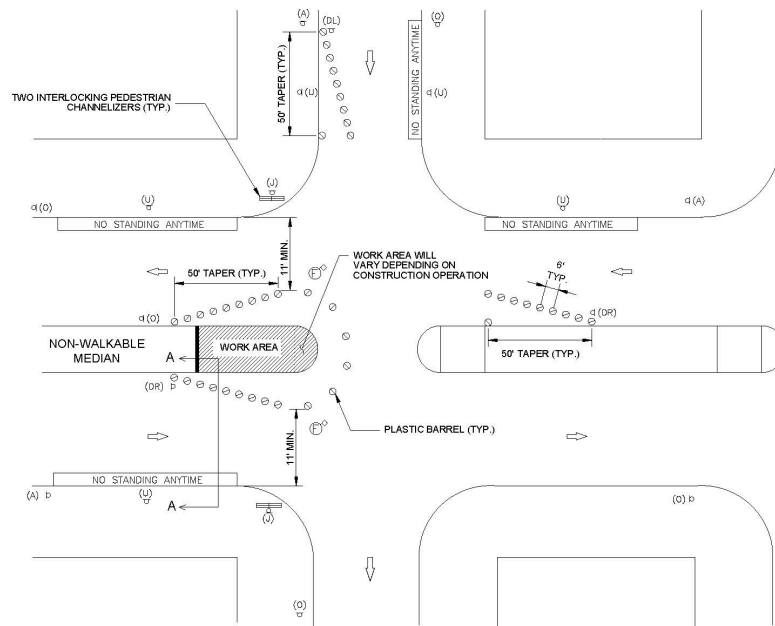 (A)
(DL)
(O)
50' TAPER (TYP.)
(U)
NO STANDING ANYTIME
(U)
TWO INTERLOCKING PEDESTRIAN
CHANNELIZERS (TYP.)
(J)
(O)
(U)
NO STANDING ANYTIME
(U)
(A)
NO STANDING ANYTIME
11' MIN.
50' TAPER (TYP.)
F
WORK AREA WILL
VARY DEPENDING ON
CONSTRUCTION OPERATION
6'
TYP.
(O)
(DR)
NON-WALKABLE
MEDIAN
A
WORK AREA
50' TAPER (TYP.)
(DR)
F
PLASTIC BARREL (TYP.)
11' MIN.
NO STANDING ANYTIME
(A)
(U)
A
(J)
(O)
(O)